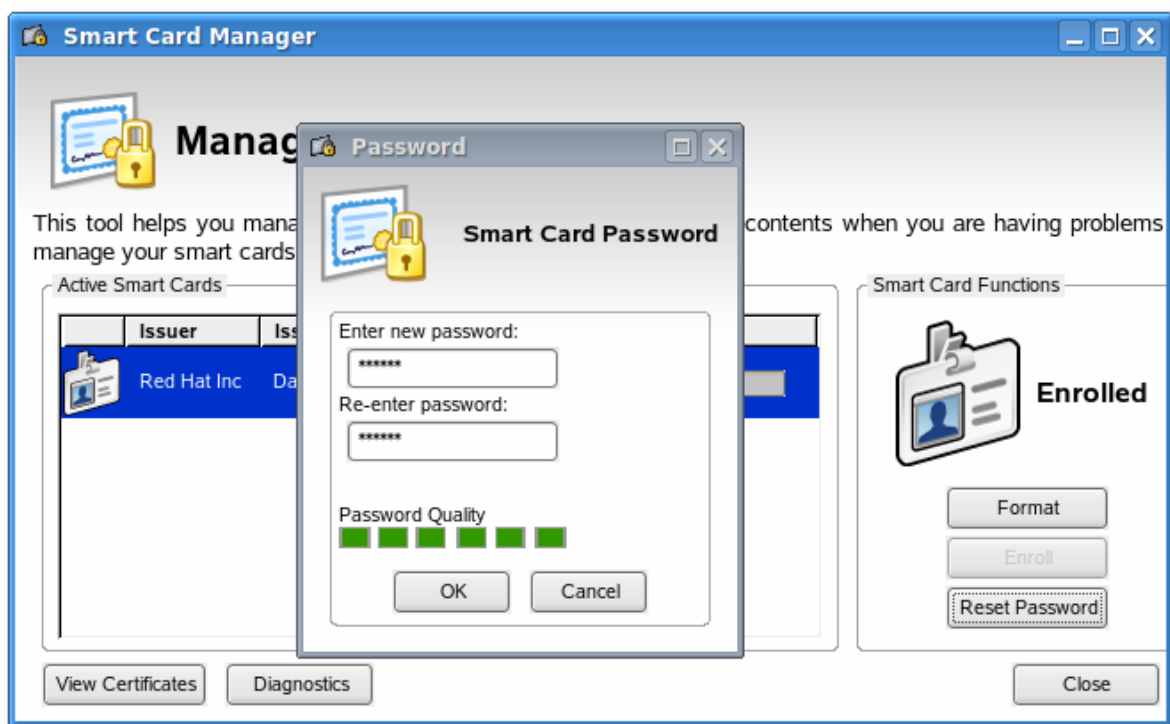 Smart Card Manager
Manag
Password
Smart Card Password
This tool helps you mana
contents when you are having problems
manage your smart cards
Active Smart Cards
Issuer
Iss
Red Hat Inc
Da
Enter new password:
******
Re-enter password:
******
Password Quality
OK
Cancel
Smart Card Functions
Enrolled
Format
Enroll
Reset Password
View Certificates
Diagnostics
Close